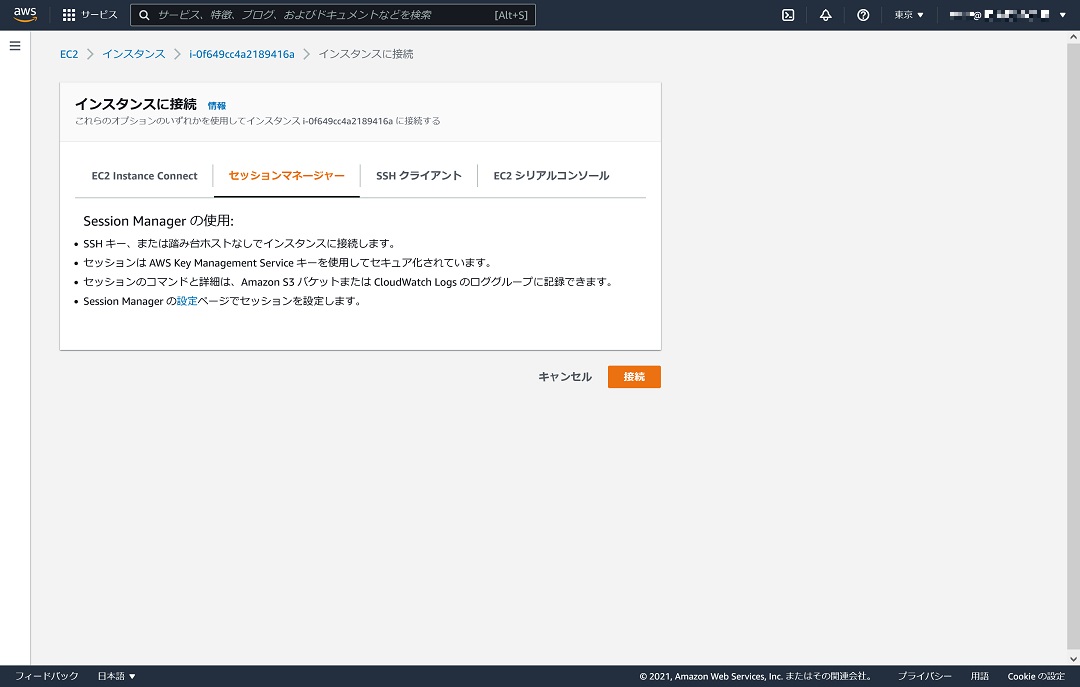 aws
サービス
サービス、特徴、ブログ、およびドキュメントなどを検索
[Alt+S]
東京 ▼
EC2 > インスタンス > i-0f649cc4a2189416a > インスタンスに接続
インスタンスに接続 情報
これらのオプションのいずれかを使用してインスタンス i-0f649cc4a2189416a に接続する
EC2 Instance Connect
セッションマネージャー
SSH クライアント
EC2 シリアルコンソール
Session Manager の使用:
• SSH キー、または踏み台ホストなしでインスタンスに接続します。
• セッションは AWS Key Management Service キーを使用してセキュア化されています。
• セッションのコマンドと詳細は、Amazon S3 バケットまたは CloudWatch Logs のロググループに記録できます。
• Session Manager の設定ページでセッションを設定します。
キャンセル
接続
フィードバック
日本語 ▼
© 2021, Amazon Web Services, Inc. またはその関連会社。
プライバシー
用語
Cookie の設定